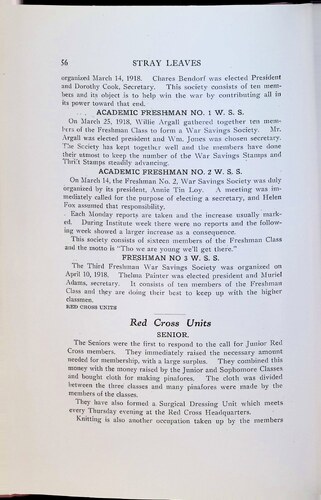 56 STRAY LEAVES
organized March 14, 1918. Chares Bendorf was elected President
and Dorothy Cook, Secretary. This society consists of ten mem-
bers and its object is to help win the war by contributing all in
its power toward that end.
ACADEMIC FRESHMAN NO. 1 W. S. S.
On March 25, 1918, Willie Argall gathered together ten mem-
bers of the Freshman Class to form a War Savings Society. Mr.
Argall was elected president and Wm. Jones was chosen secretary.
The Society has kept together well and the members have done
their utmost to keep the number of the War Savings Stamps and
Thrift Stamps steadily advancing.
ACADEMIC FRESHMAN NO. 2 W. S. S.
On March 14, the Freshman No. 2, War Savings Society was duly
organized by its president, Annie Tin Loy. A meeting was im-
mediately called for the purpose of electing a secretary, and Helen
Fox assumed that responsibility.
Each Monday reports are taken and the increase usually mark-
ed. During Institute week there were no reports and the follow-
ing week showed a larger increase as a consequence.
This society consists of sixteen members of the Freshman Class
and the motto is "Tho we are young we'll get there."
FRESHMAN NO 3 W. S. S.
The Third Freshman War Savings Society was organized on
April 10, 1918. Thelma Painter was elected president and Muriel
Adams, secretary. It consists of ten members of the Freshman
Class and they are doing their best to keep up with the higher
classmen.
RED CROSS UNITS
Red Cross Units
SENIOR.
The Seniors were the first to respond to the call for Junior Red
Cross members. They immediately raised the necessary amount
needed for membership, with a large surplus. They combined this
money with the money raised by the Junior and Sophomore Classes
and bought cloth for making pinafores. The cloth was divided
between the three classes and many pinafores were made by the
members of the classes.
They have also formed a Surgical Dressing Unit which meets
every Thursday evening at the Red Cross Headquarters.
Knitting is also another occupation taken up by the members